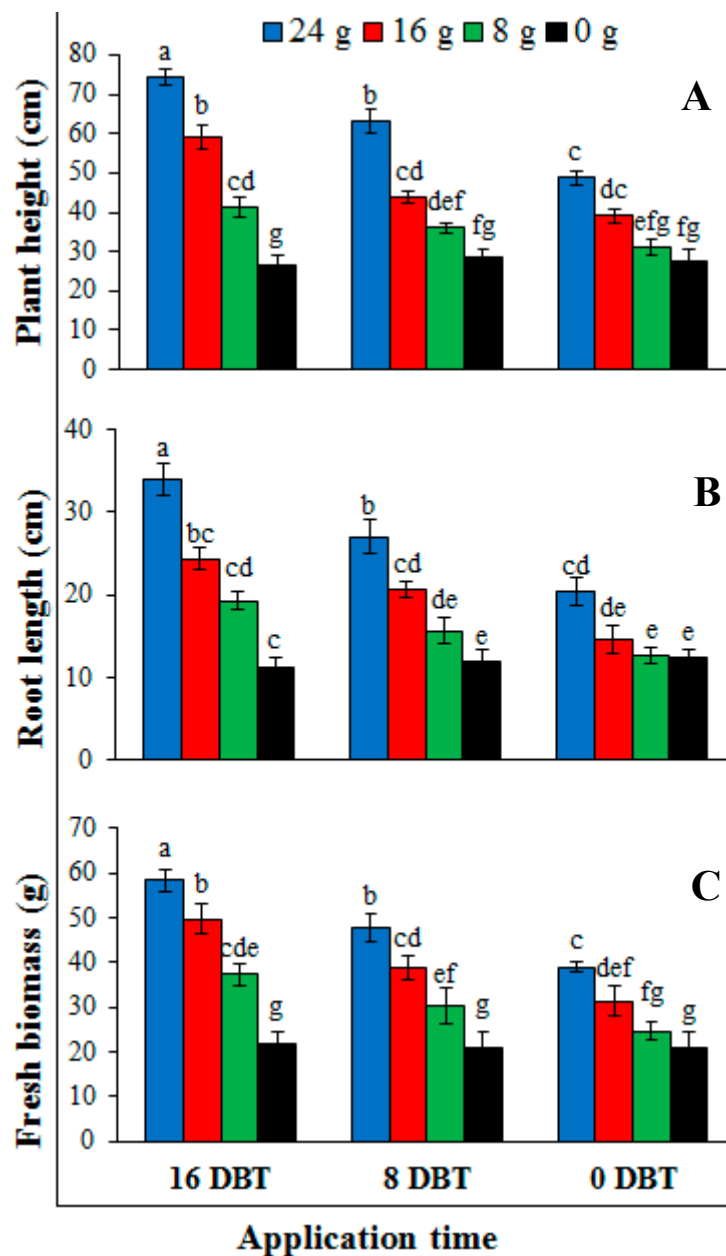 24 g 16 g 8 g 0 g
A
Plant height (cm)
80
70
60
50
40
30
20
10
0
a b cd g
b cd def fg
c dc efg fg
B
Root length (cm)
40
30
20
10
0
a bc cd c
b cd de e
cd de e e
C
Fresh biomass (g)
70
60
50
40
30
20
10
0
a b cde g
b cd ef g
c def fg g
16 DBT 8 DBT 0 DBT
Application time